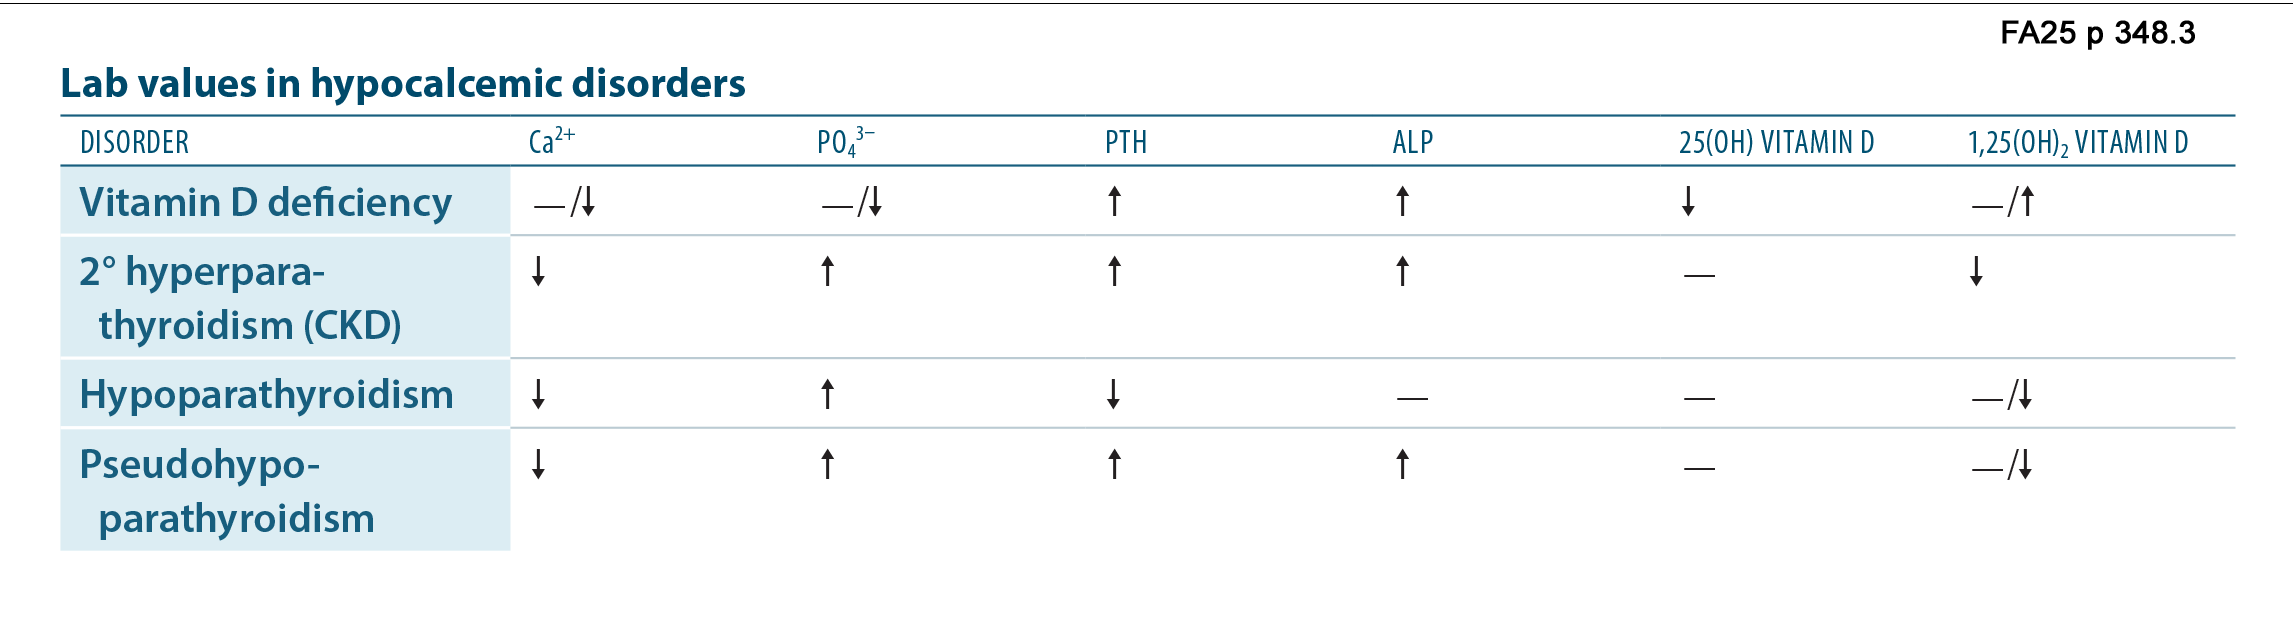 FA25 p 348.3
Lab values in hypocalcemic disorders
DISORDER Ca²⁺ PO₄³⁻ PTH ALP 25(OH) VITAMIN D 1,25(OH)₂ VITAMIN D
Vitamin D deficiency —/↓ —/↓ ↑ ↑ ↓ —/↑
2° hyperpara- ↓ ↑ ↑ ↑ — ↓
thyroidism (CKD)
Hypoparathyroidism ↓ ↑ ↓ — — —/↓
Pseudohypo- ↓ ↑ ↑ ↑ — —/↓
parathyroidism